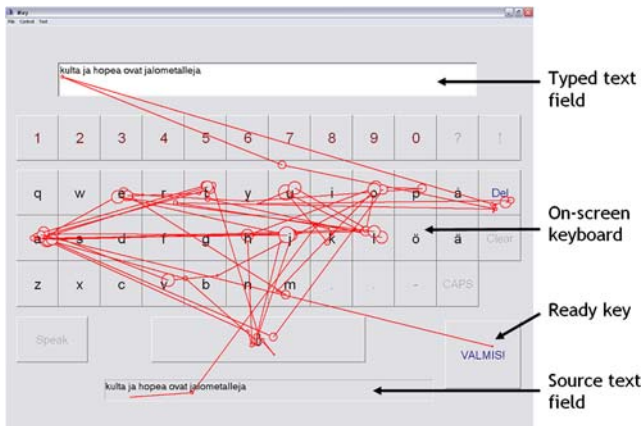 iKey
File Control Text
kulta ja hopea ovat jalometalleja
Typed text
field
1 2 3 4 5 6 7 8 9 0 ? !
q w e r t y u i o p å Del
a s d f g h j k l ö ä Clear
On-screen
keyboard
z x c v b n m , . - CAPS
Speak
VALMIS!
Ready key
kulta ja hopea ovat jalometalleja
Source text
field